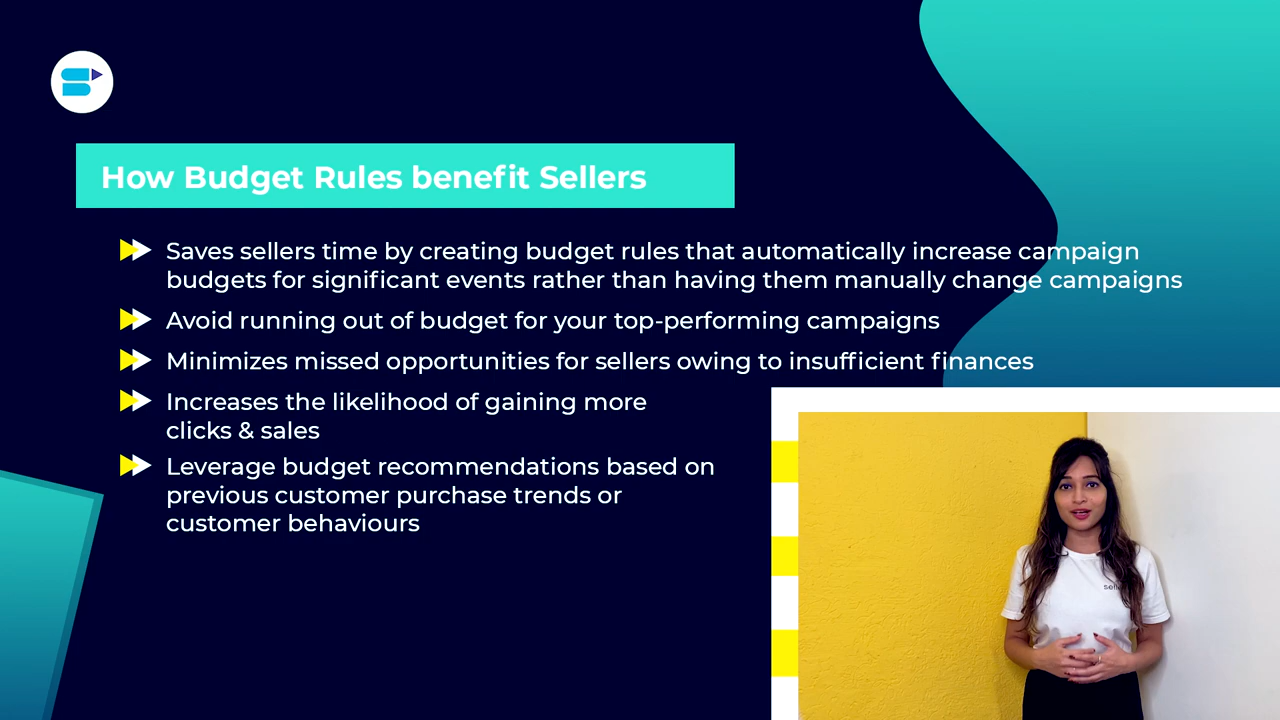 How Budget Rules benefit Sellers
Saves sellers time by creating budget rules that automatically increase campaign
budgets for significant events rather than having them manually change campaigns
Avoid running out of budget for your top-performing campaigns
Minimizes missed opportunities for sellers owing to insufficient finances
Increases the likelihood of gaining more
clicks & sales
Leverage budget recommendations based on
previous customer purchase trends or
customer behaviours